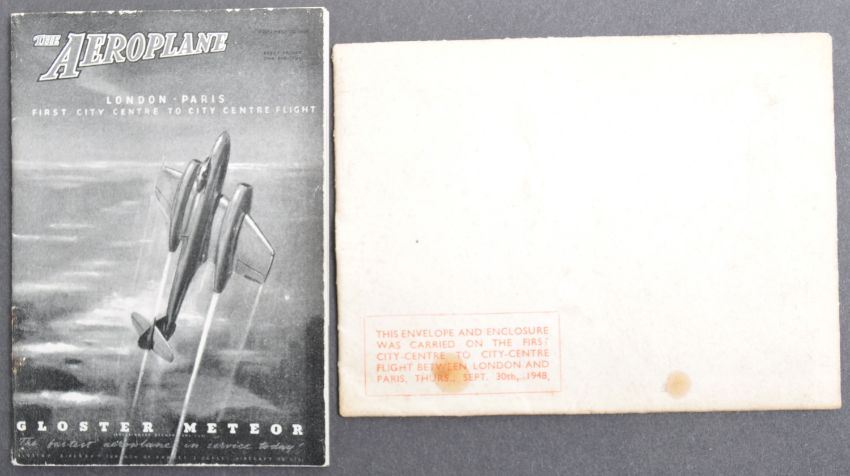 THE AEROPLANE
LONDON - PARIS
FIRST CITY CENTRE TO CITY CENTRE FLIGHT
GLOSTER METEOR
The fastest aeroplane in service today!
THIS ENVELOPE AND ENCLOSURE
WAS CARRIED ON THE FIRST
CITY-CENTRE TO CITY-CENTRE
FLIGHT BETWEEN LONDON AND
PARIS, THURS., SEPT. 30th, 1948,